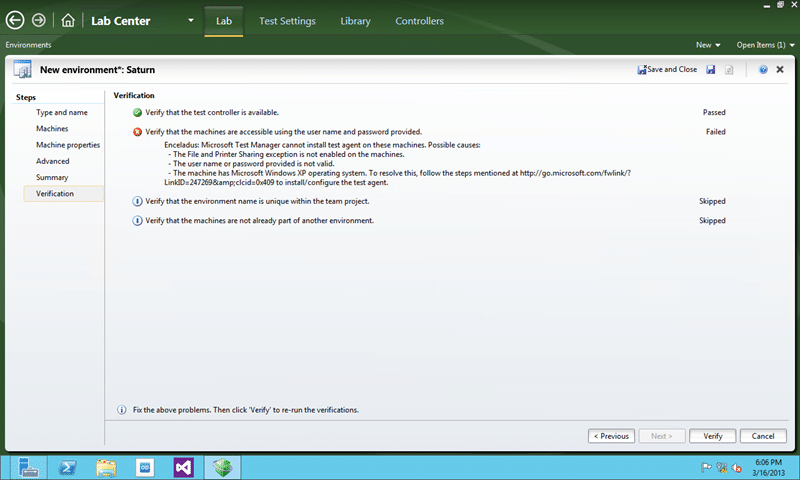 Lab Center
Lab
Test Settings
Library
Controllers
Environments
New
Open Items (1)
New environment*: Saturn
Save and Close
Steps
Type and name
Machines
Machine properties
Advanced
Summary
Verification
Verification
Verify that the test controller is available.
Passed
Verify that the machines are accessible using the user name and password provided.
Failed
Enceladus: Microsoft Test Manager cannot install test agent on these machines. Possible causes:
- The File and Printer Sharing exception is not enabled on the machines.
- The user name or password provided is not valid.
- The machine has Microsoft Windows XP operating system. To resolve this, follow the steps mentioned at http://go.microsoft.com/fwlink/?
LinkID=247269&amp;clcid=0x409 to install/configure the test agent.
Verify that the environment name is unique within the team project.
Skipped
Verify that the machines are not already part of another environment.
Skipped
Fix the above problems. Then click 'Verify' to re-run the verifications.
< Previous
Next >
Verify
Cancel
6:06 PM
3/16/2013